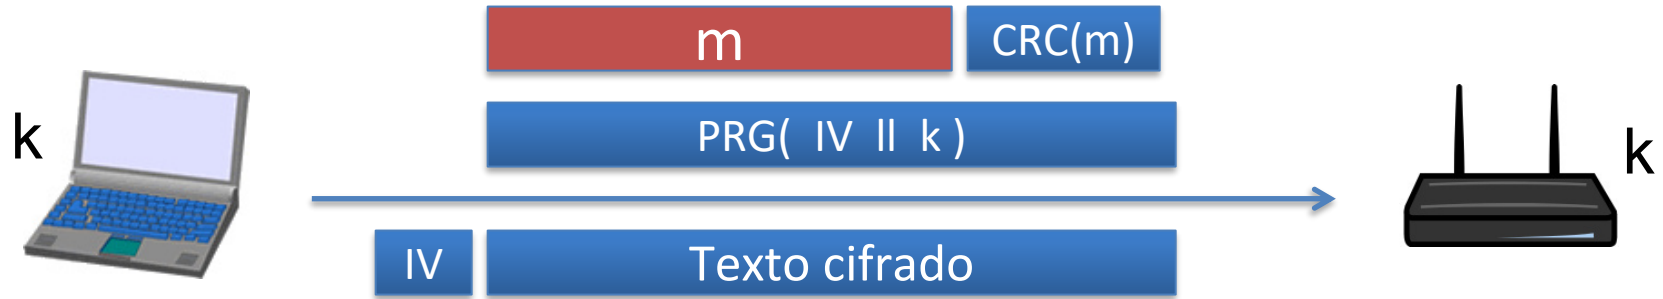 m
CRC(m)
k
PRG( IV ll k )
k
IV
Texto cifrado